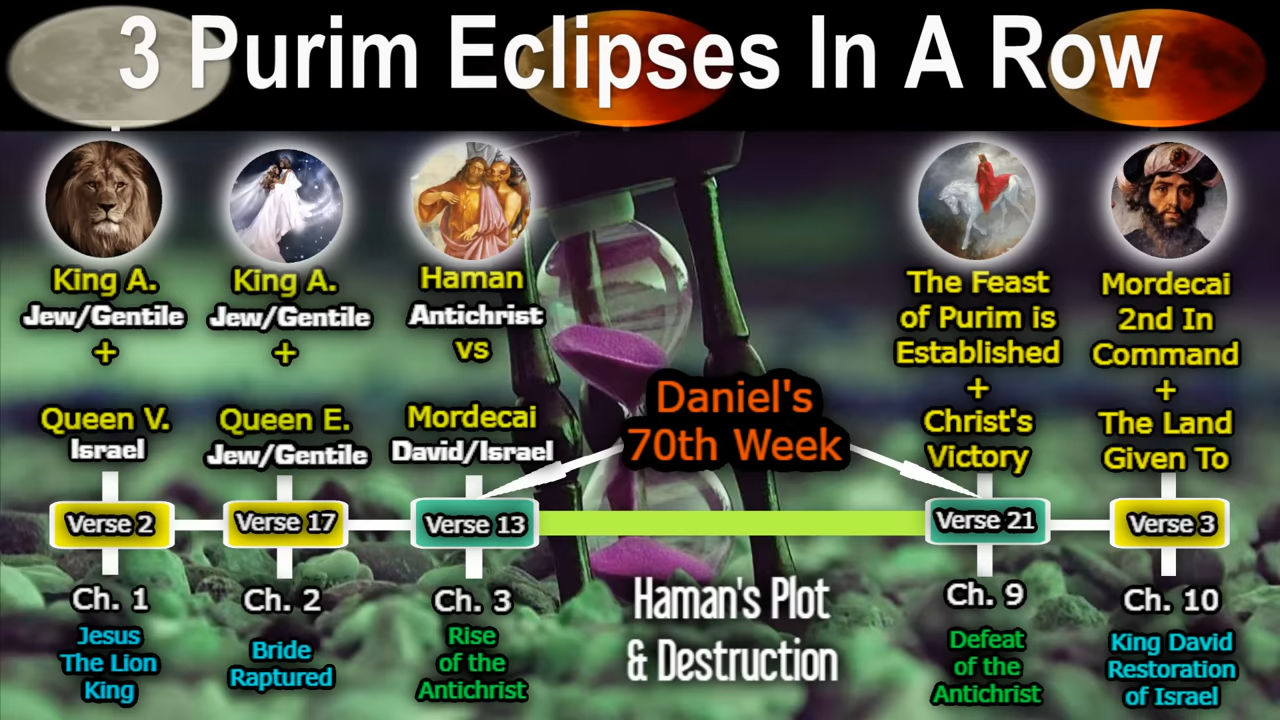 3 Purim Eclipses In A Row
King A.
Jew/Gentile
+
Queen V.
Israel
Verse 2
Ch. 1
Jesus
The Lion
King
King A.
Jew/Gentile
+
Queen E.
Jew/Gentile
Verse 17
Ch. 2
Bride
Raptured
Haman
Antichrist
vs
Mordecai
David/Israel
Verse 13
Ch. 3
Rise
of the
Antichrist
Daniel's
70th Week
Haman's Plot
& Destruction
The Feast
of Purim is
Established
+
Christ's
Victory
Verse 21
Ch. 9
Defeat
of the
Antichrist
Mordecai
2nd In
Command
+
The Land
Given To
Verse 3
Ch. 10
King David
Restoration
of Israel